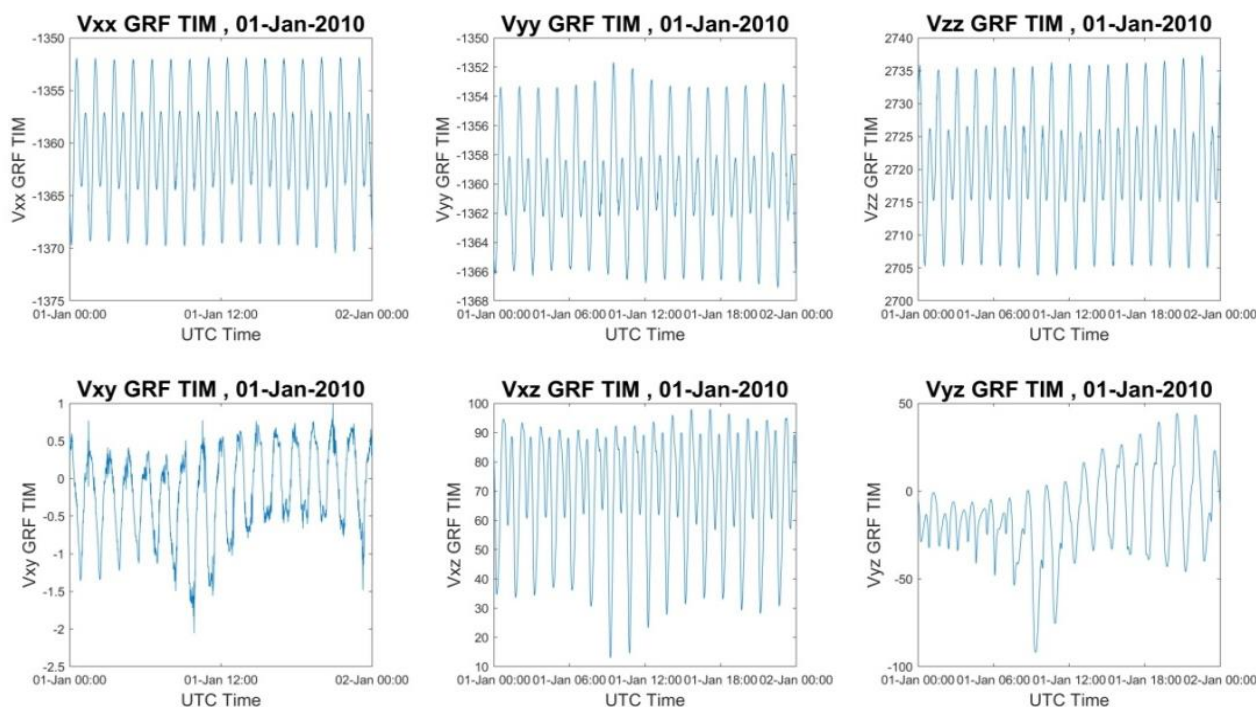 Vxx GRF TIM , 01-Jan-2010
-1350
-1355
-1360
-1365
-1370
-1375
Vxx GRF TIM
01-Jan 00:00 01-Jan 12:00 02-Jan 00:00
UTC Time
Vyy GRF TIM , 01-Jan-2010
-1350
-1352
-1354
-1356
-1358
-1360
-1362
-1364
-1366
-1368
Vyy GRF TIM
01-Jan 00:00 01-Jan 06:00 01-Jan 12:00 01-Jan 18:00 02-Jan 00:00
UTC Time
Vzz GRF TIM , 01-Jan-2010
2740
2735
2730
2725
2720
2715
2710
2705
2700
Vzz GRF TIM
01-Jan 00:00 01-Jan 06:00 01-Jan 12:00 01-Jan 18:00 02-Jan 00:00
UTC Time
Vxy GRF TIM , 01-Jan-2010
1
0.5
0
-0.5
-1
-1.5
-2
-2.5
Vxy GRF TIM
01-Jan 00:00 01-Jan 12:00 02-Jan 00:00
UTC Time
Vxz GRF TIM , 01-Jan-2010
100
90
80
70
60
50
40
30
20
10
Vxz GRF TIM
01-Jan 00:00 01-Jan 06:00 01-Jan 12:00 01-Jan 18:00 02-Jan 00:00
UTC Time
Vyz GRF TIM , 01-Jan-2010
50
0
-50
-100
Vyz GRF TIM
01-Jan 00:00 01-Jan 06:00 01-Jan 12:00 01-Jan 18:00 02-Jan 00:00
UTC Time